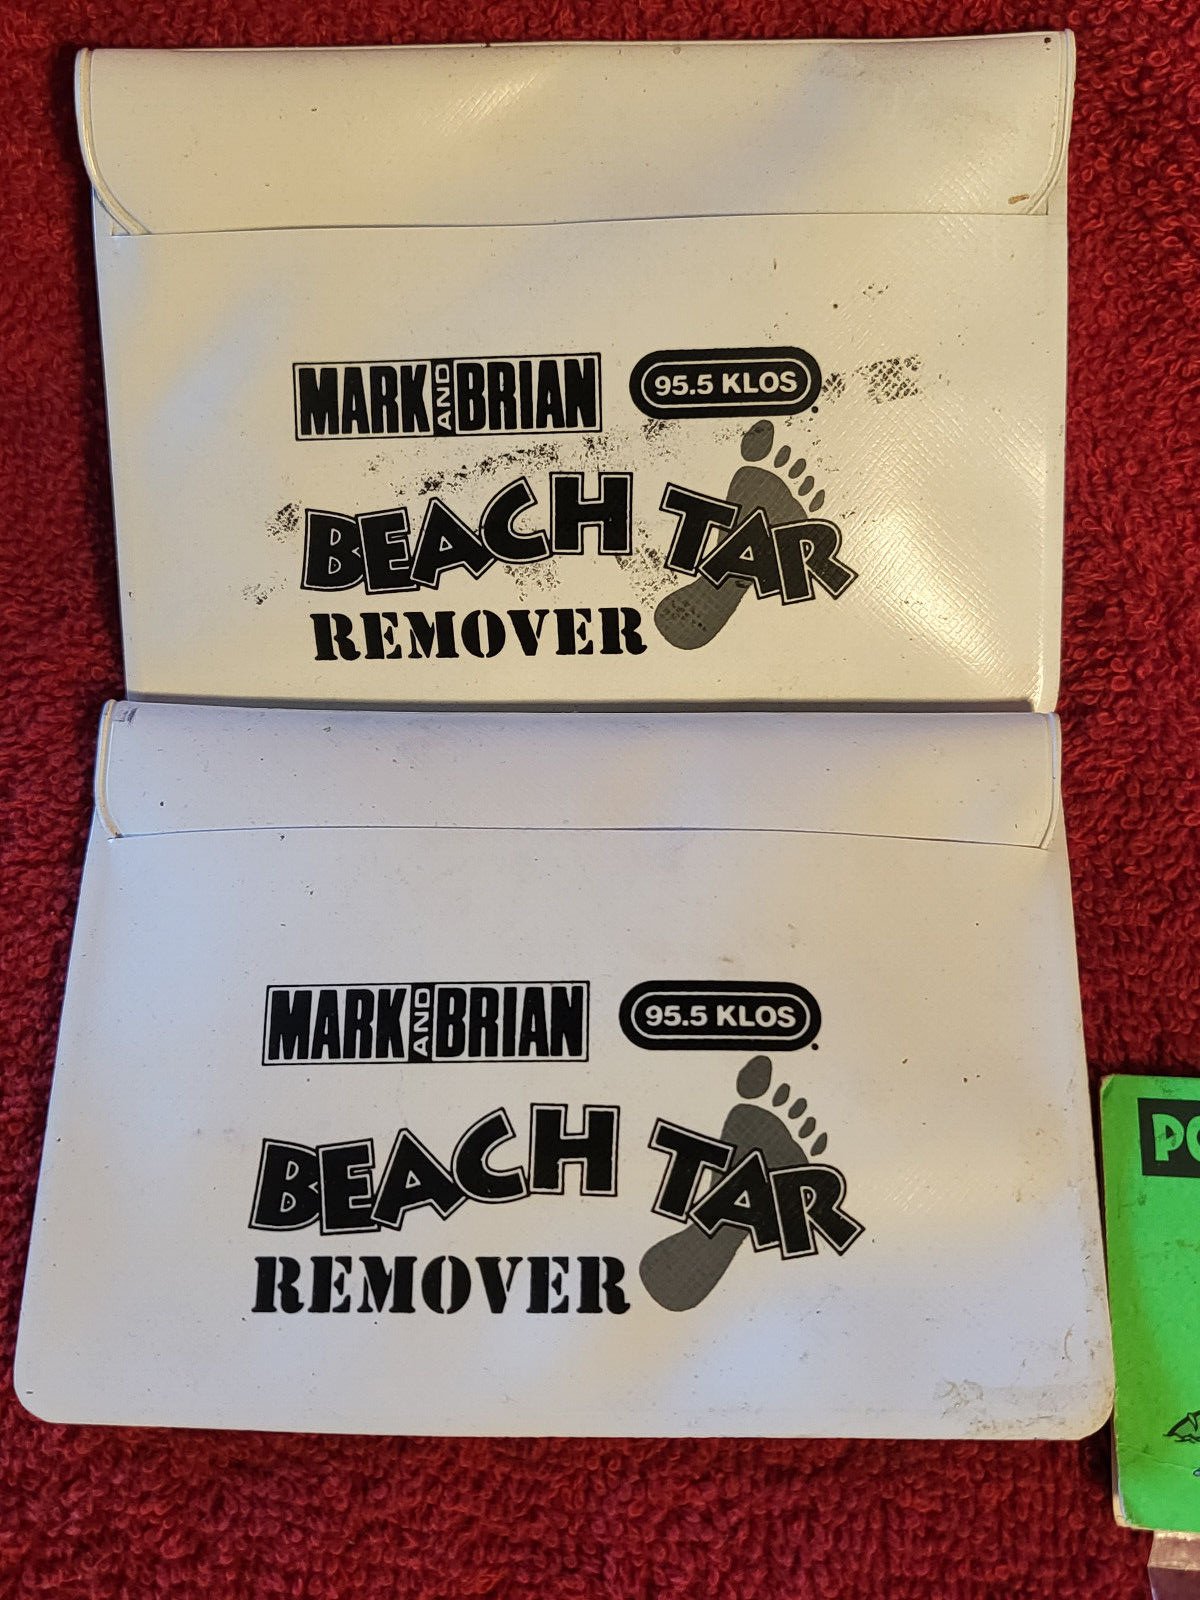 MARK AND BRIAN 95.5 KLOS
BEACH TAR
REMOVER
MARK AND BRIAN 95.5 KLOS
BEACH TAR
REMOVER